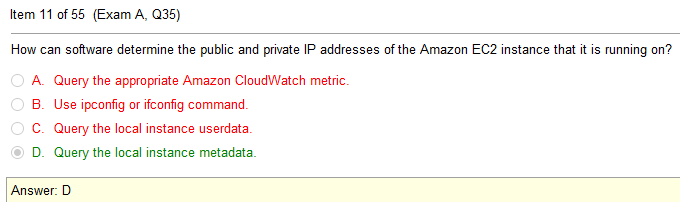 Item 11 of 55 (Exam A, Q35)
How can software determine the public and private IP addresses of the Amazon EC2 instance that it is running on?
A. Query the appropriate Amazon CloudWatch metric.
B. Use ipconfig or ifconfig command.
C. Query the local instance userdata.
D. Query the local instance metadata.
Answer: D